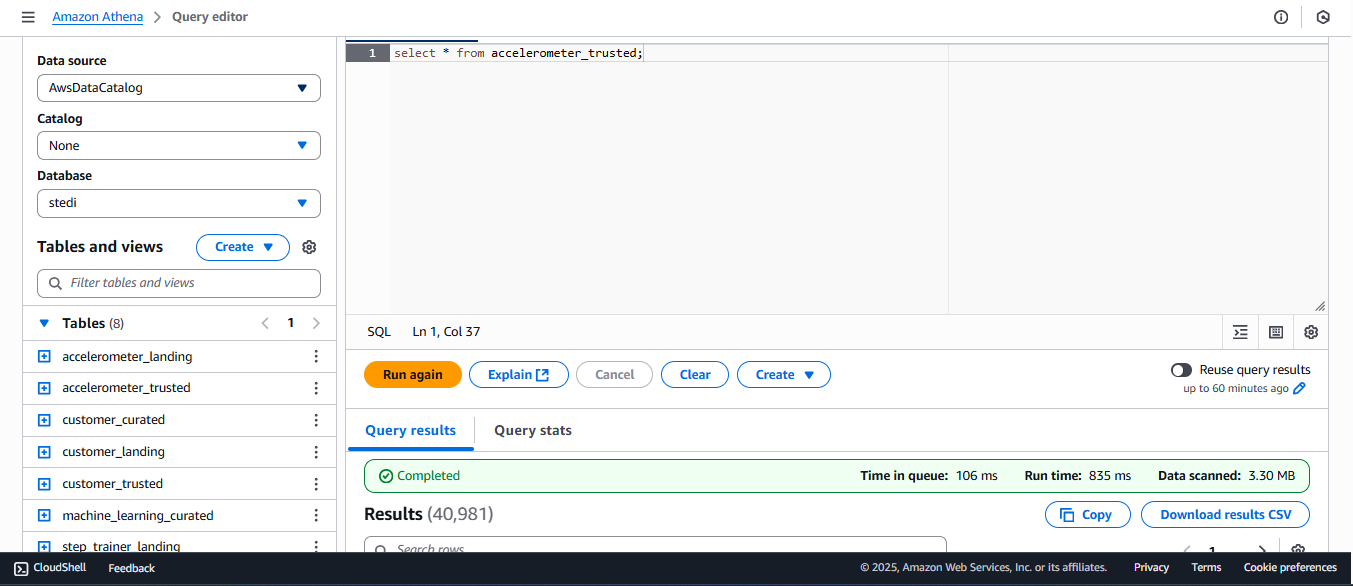 Amazon Athena > Query editor
Data source
AwsDataCatalog
Catalog
None
Database
stedi
Tables and views
Create
Filter tables and views
Tables (8)
1
accelerometer_landing
accelerometer_trusted
customer_curated
customer_landing
customer_trusted
machine_learning_curated
step_trainer_landing
1 select * from accelerometer_trusted;
SQL Ln 1, Col 37
Run again Explain Cancel Clear Create
Reuse query results
up to 60 minutes ago
Query results Query stats
Completed Time in queue: 106 ms Run time: 835 ms Data scanned: 3.30 MB
Results (40,981) Copy Download results CSV
Search rows 1
CloudShell Feedback © 2025, Amazon Web Services, Inc. or its affiliates. Privacy Terms Cookie preferences